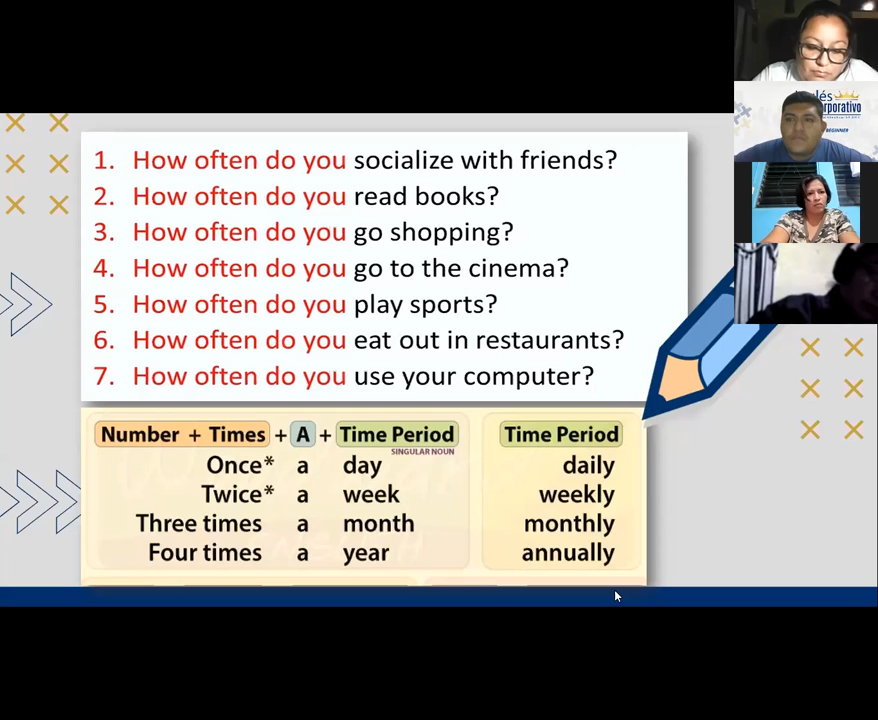 1. How often do you socialize with friends?
2. How often do you read books?
3. How often do you go shopping?
4. How often do you go to the cinema?
5. How often do you play sports?
6. How often do you eat out in restaurants?
7. How often do you use your computer?
Number + Times + A + Time Period
SINGULAR NOUN
Once* a day
Twice* a week
Three times a month
Four times a year
Time Period
daily
weekly
monthly
annually
BEGINNER